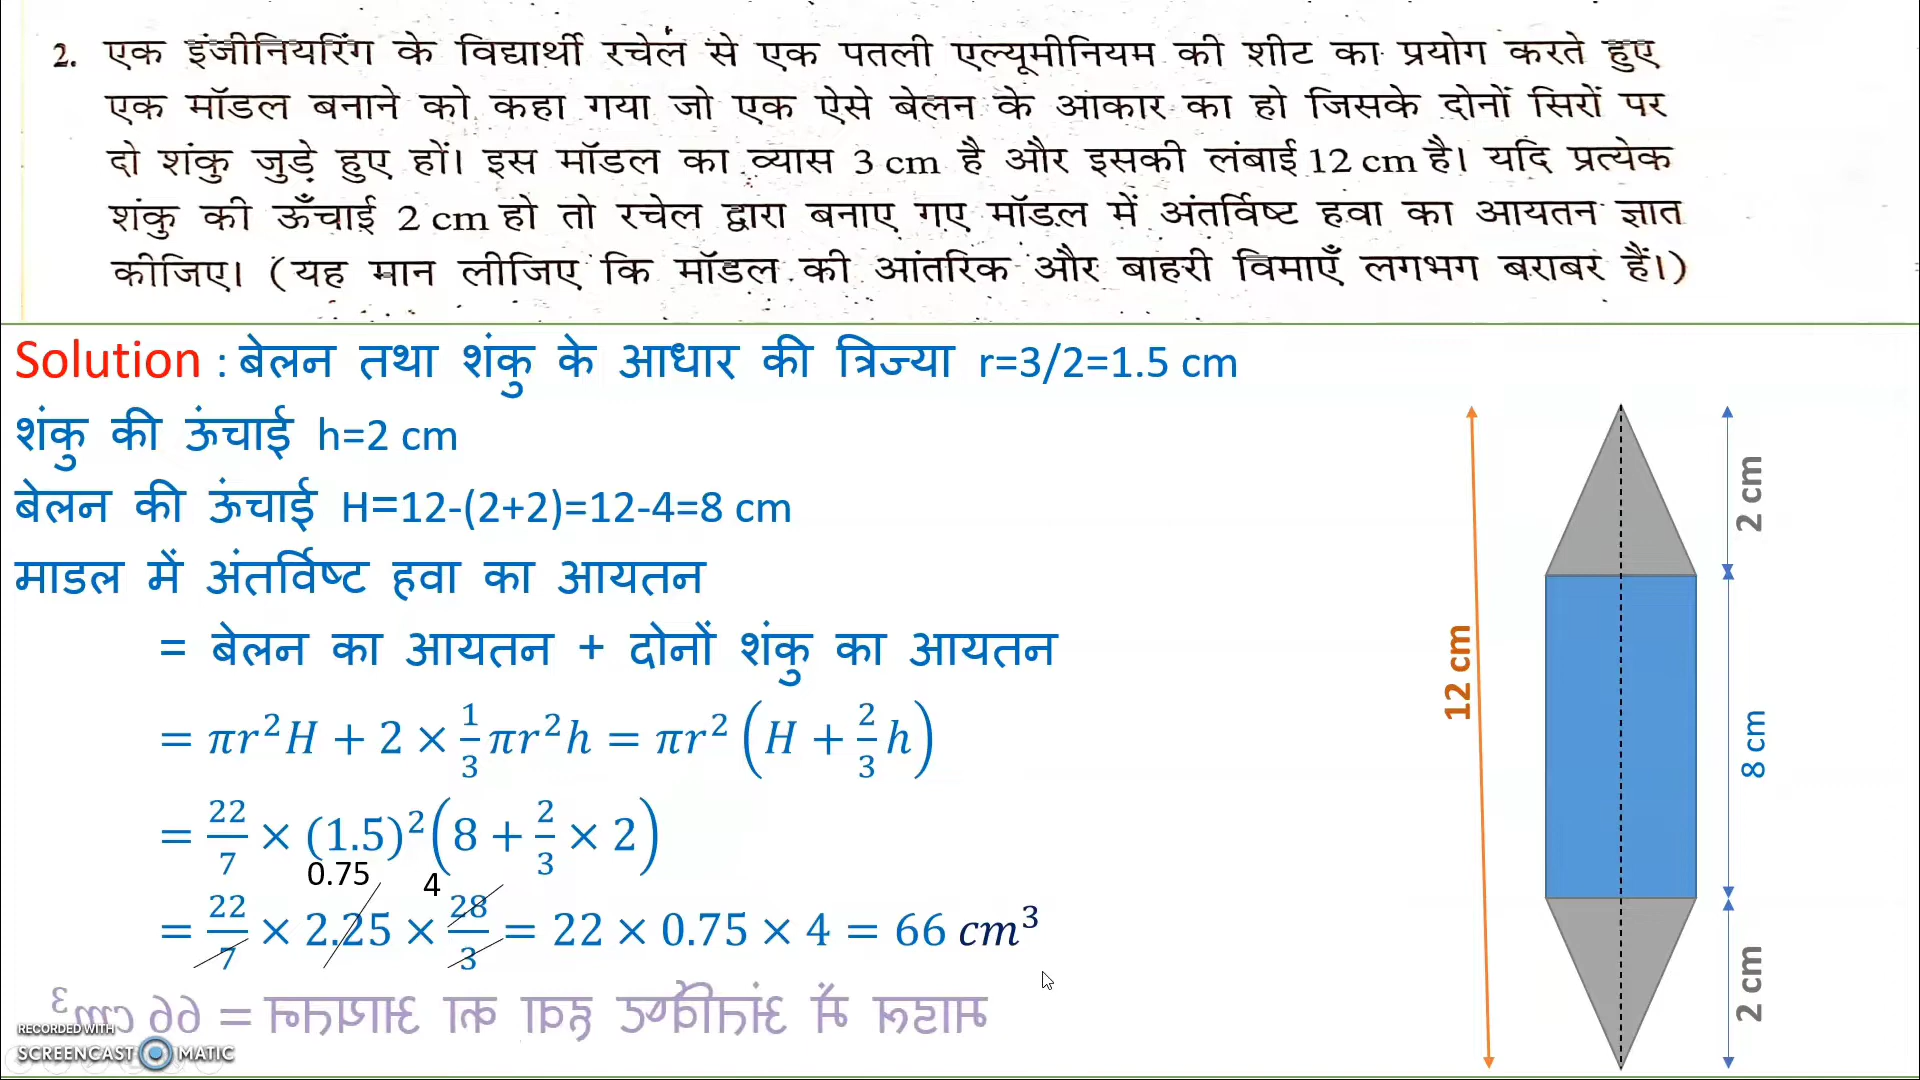 2. एक इंजीनियरिंग के विद्यार्थी रचेल से एक पतली एल्यूमीनियम की शीट का प्रयोग करते हुए
एक मॉडल बनाने को कहा गया जो एक ऐसे बेलन के आकार का हो जिसके दोनों सिरों पर
दो शंकु जुड़े हुए हों। इस मॉडल का व्यास 3 cm है और इसकी लंबाई 12 cm है। यदि प्रत्येक
शंकु की ऊँचाई 2 cm हो तो रचेल द्वारा बनाए गए मॉडल में अंतर्विष्ट हवा का आयतन ज्ञात
कीजिए। (यह मान लीजिए कि मॉडल की आंतरिक और बाहरी विमाएँ लगभग बराबर हैं।)
Solution : बेलन तथा शंकु के आधार की त्रिज्या r=3/2=1.5 cm
शंकु की ऊंचाई h=2 cm
बेलन की ऊंचाई H=12-(2+2)=12-4=8 cm
माडल में अंतर्विष्ट हवा का आयतन
= बेलन का आयतन + दोनों शंकु का आयतन
= πr²H + 2 × 1/3 πr²h = πr² (H + 2/3 h)
= 22/7 × (1.5)² (8 + 2/3 × 2)
0.75 4
= 22/7 × 2.25 × 28/3 = 22 × 0.75 × 4 = 66 cm³
माडल में अंतर्विष्ट हवा का आयतन = 66 cm³
RECORDED WITH
SCREENCAST MATIC
12 cm
2 cm
8 cm
2 cm